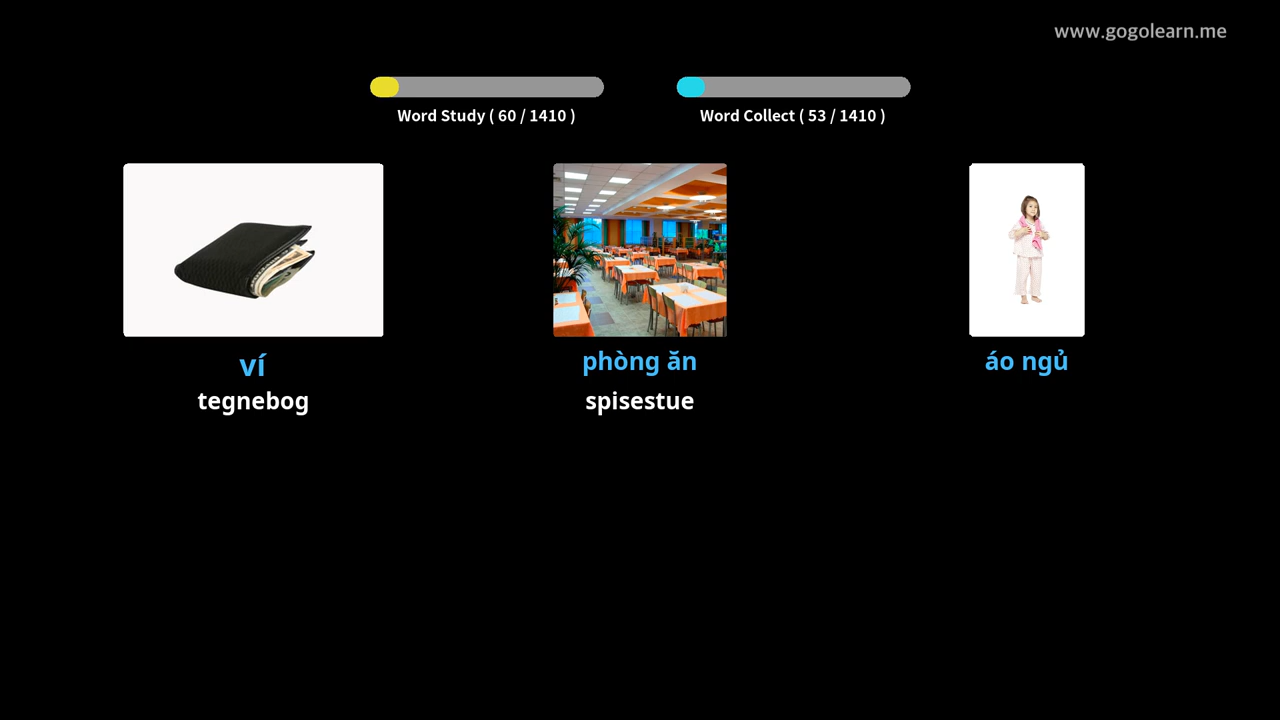 www.gogolearn.me
Word Study ( 60 / 1410 )
Word Collect ( 53 / 1410 )
ví
tegnebog
phòng ăn
spisestue
áo ngủ